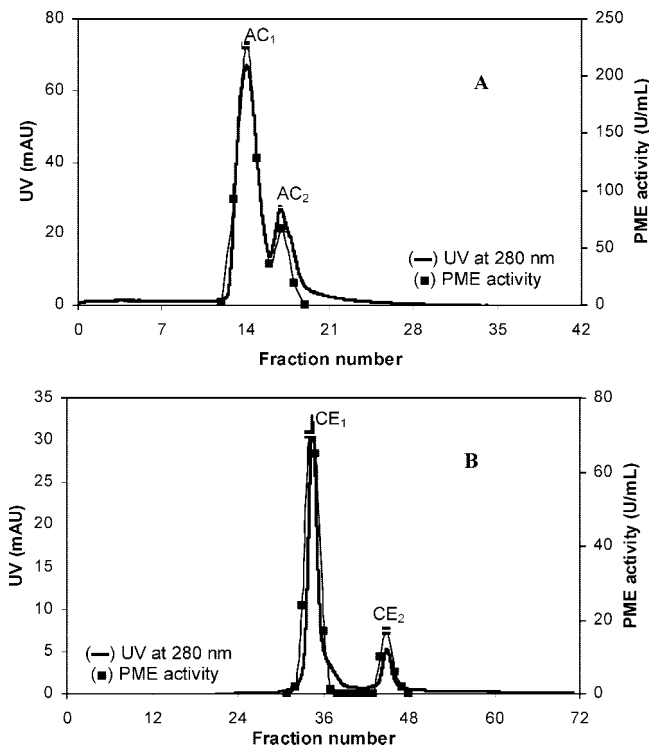 80
250
AC₁
A
70
60
200
150
40
100
AC₂
20
50
(—) UV at 280 nm
(-■) PME activity
0
0
UV (mAU)
PME activity (U/mL)
0 7 14 21 28 35 42
Fraction number
35
80
CE₁
B
30
25
60
20
40
15
10
20
CE₂
5
(—) UV at 280 nm
(-■) PME activity
0
0
UV (mAU)
PME activity (U/mL)
0 12 24 36 48 60 72
Fraction number